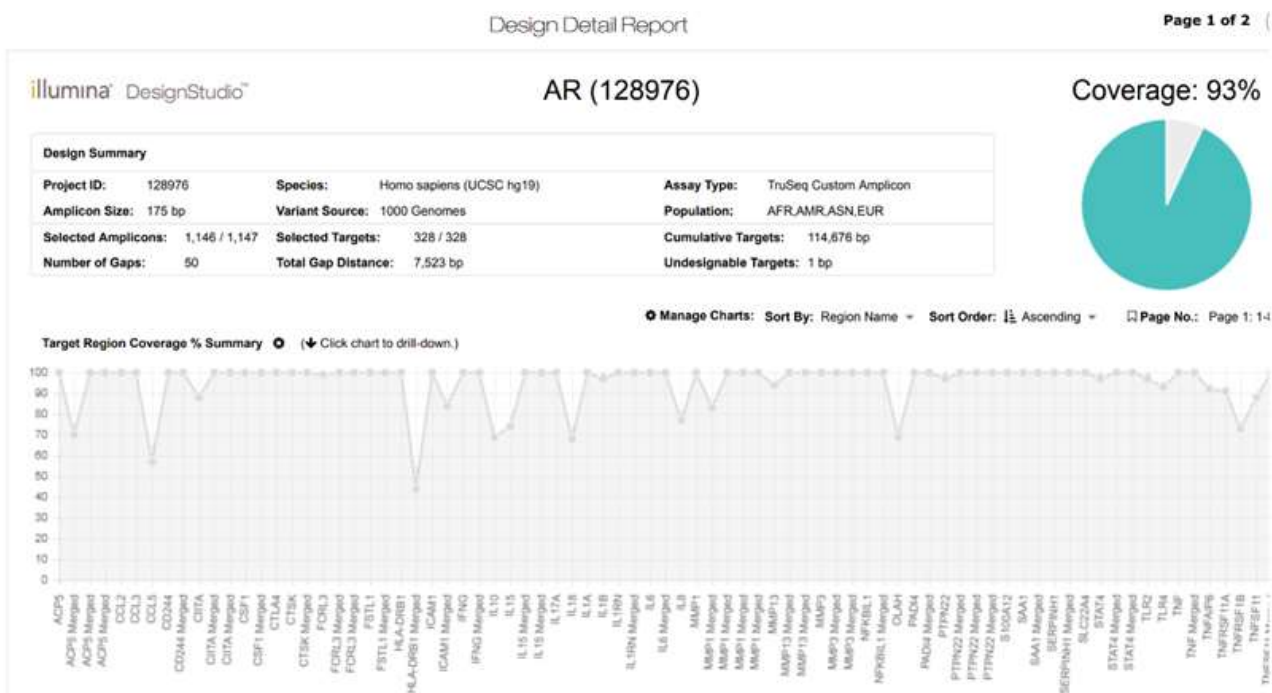 Design Detail Report
Page 1 of 2 (
illumina® DesignStudio™
AR (128976)
Coverage: 93%
Design Summary
Project ID: 128976 Species: Homo sapiens (UCSC hg19) Assay Type: TruSeq Custom Amplicon
Amplicon Size: 175 bp Variant Source: 1000 Genomes Population: AFR,AMR,ASN,EUR
Selected Amplicons: 1,146 / 1,147 Selected Targets: 328 / 328 Cumulative Targets: 114,676 bp
Number of Gaps: 50 Total Gap Distance: 7,523 bp Undesignable Targets: 1 bp
Manage Charts: Sort By: Region Name Sort Order: Ascending Page No.: Page 1: 1-
Target Region Coverage % Summary (Click chart to drill-down.)
100
90
80
70
60
50
40
30
20
10
0
ACP5
ACP5 Merged
ACP5 Merged
ACP5 Merged
CCL2
CCL3
CCL5
CD244
CD244 Merged
CIITA
CIITA Merged
CIITA Merged
CSF1
CSF1 Merged
CTLA4
CTSK
CTSK Merged
FCRL3
FCRL3 Merged
FCRL3 Merged
FSTL1
FSTL1 Merged
HLA-DRB1
HLA-DRB1 Merged
ICAM1
ICAM1 Merged
IFNG
IFNG Merged
IL10
IL15
IL15 Merged
IL15 Merged
IL17A
IL18
IL1A
IL1B
IL1RN
IL1RN Merged
IL6
IL6 Merged
IL8
MMP1
MMP1 Merged
MMP1 Merged
MMP1 Merged
MMP1 Merged
MMP13
MMP13 Merged
MMP13 Merged
MMP3
MMP3 Merged
MMP3 Merged
NFKBIL1
NFKBIL1 Merged
OLAH
PADI4
PADI4 Merged
PTPN22
PTPN22 Merged
PTPN22 Merged
PTPN22 Merged
S100A12
SAA1
SAA1 Merged
SERPINH1
SERPINH1 Merged
SLC22A4
STAT4
STAT4 Merged
STAT4 Merged
TLR2
TLR4
TNF
TNF Merged
TNFAIP6
TNFRSF11A
TNFRSF1B
TNFSF11